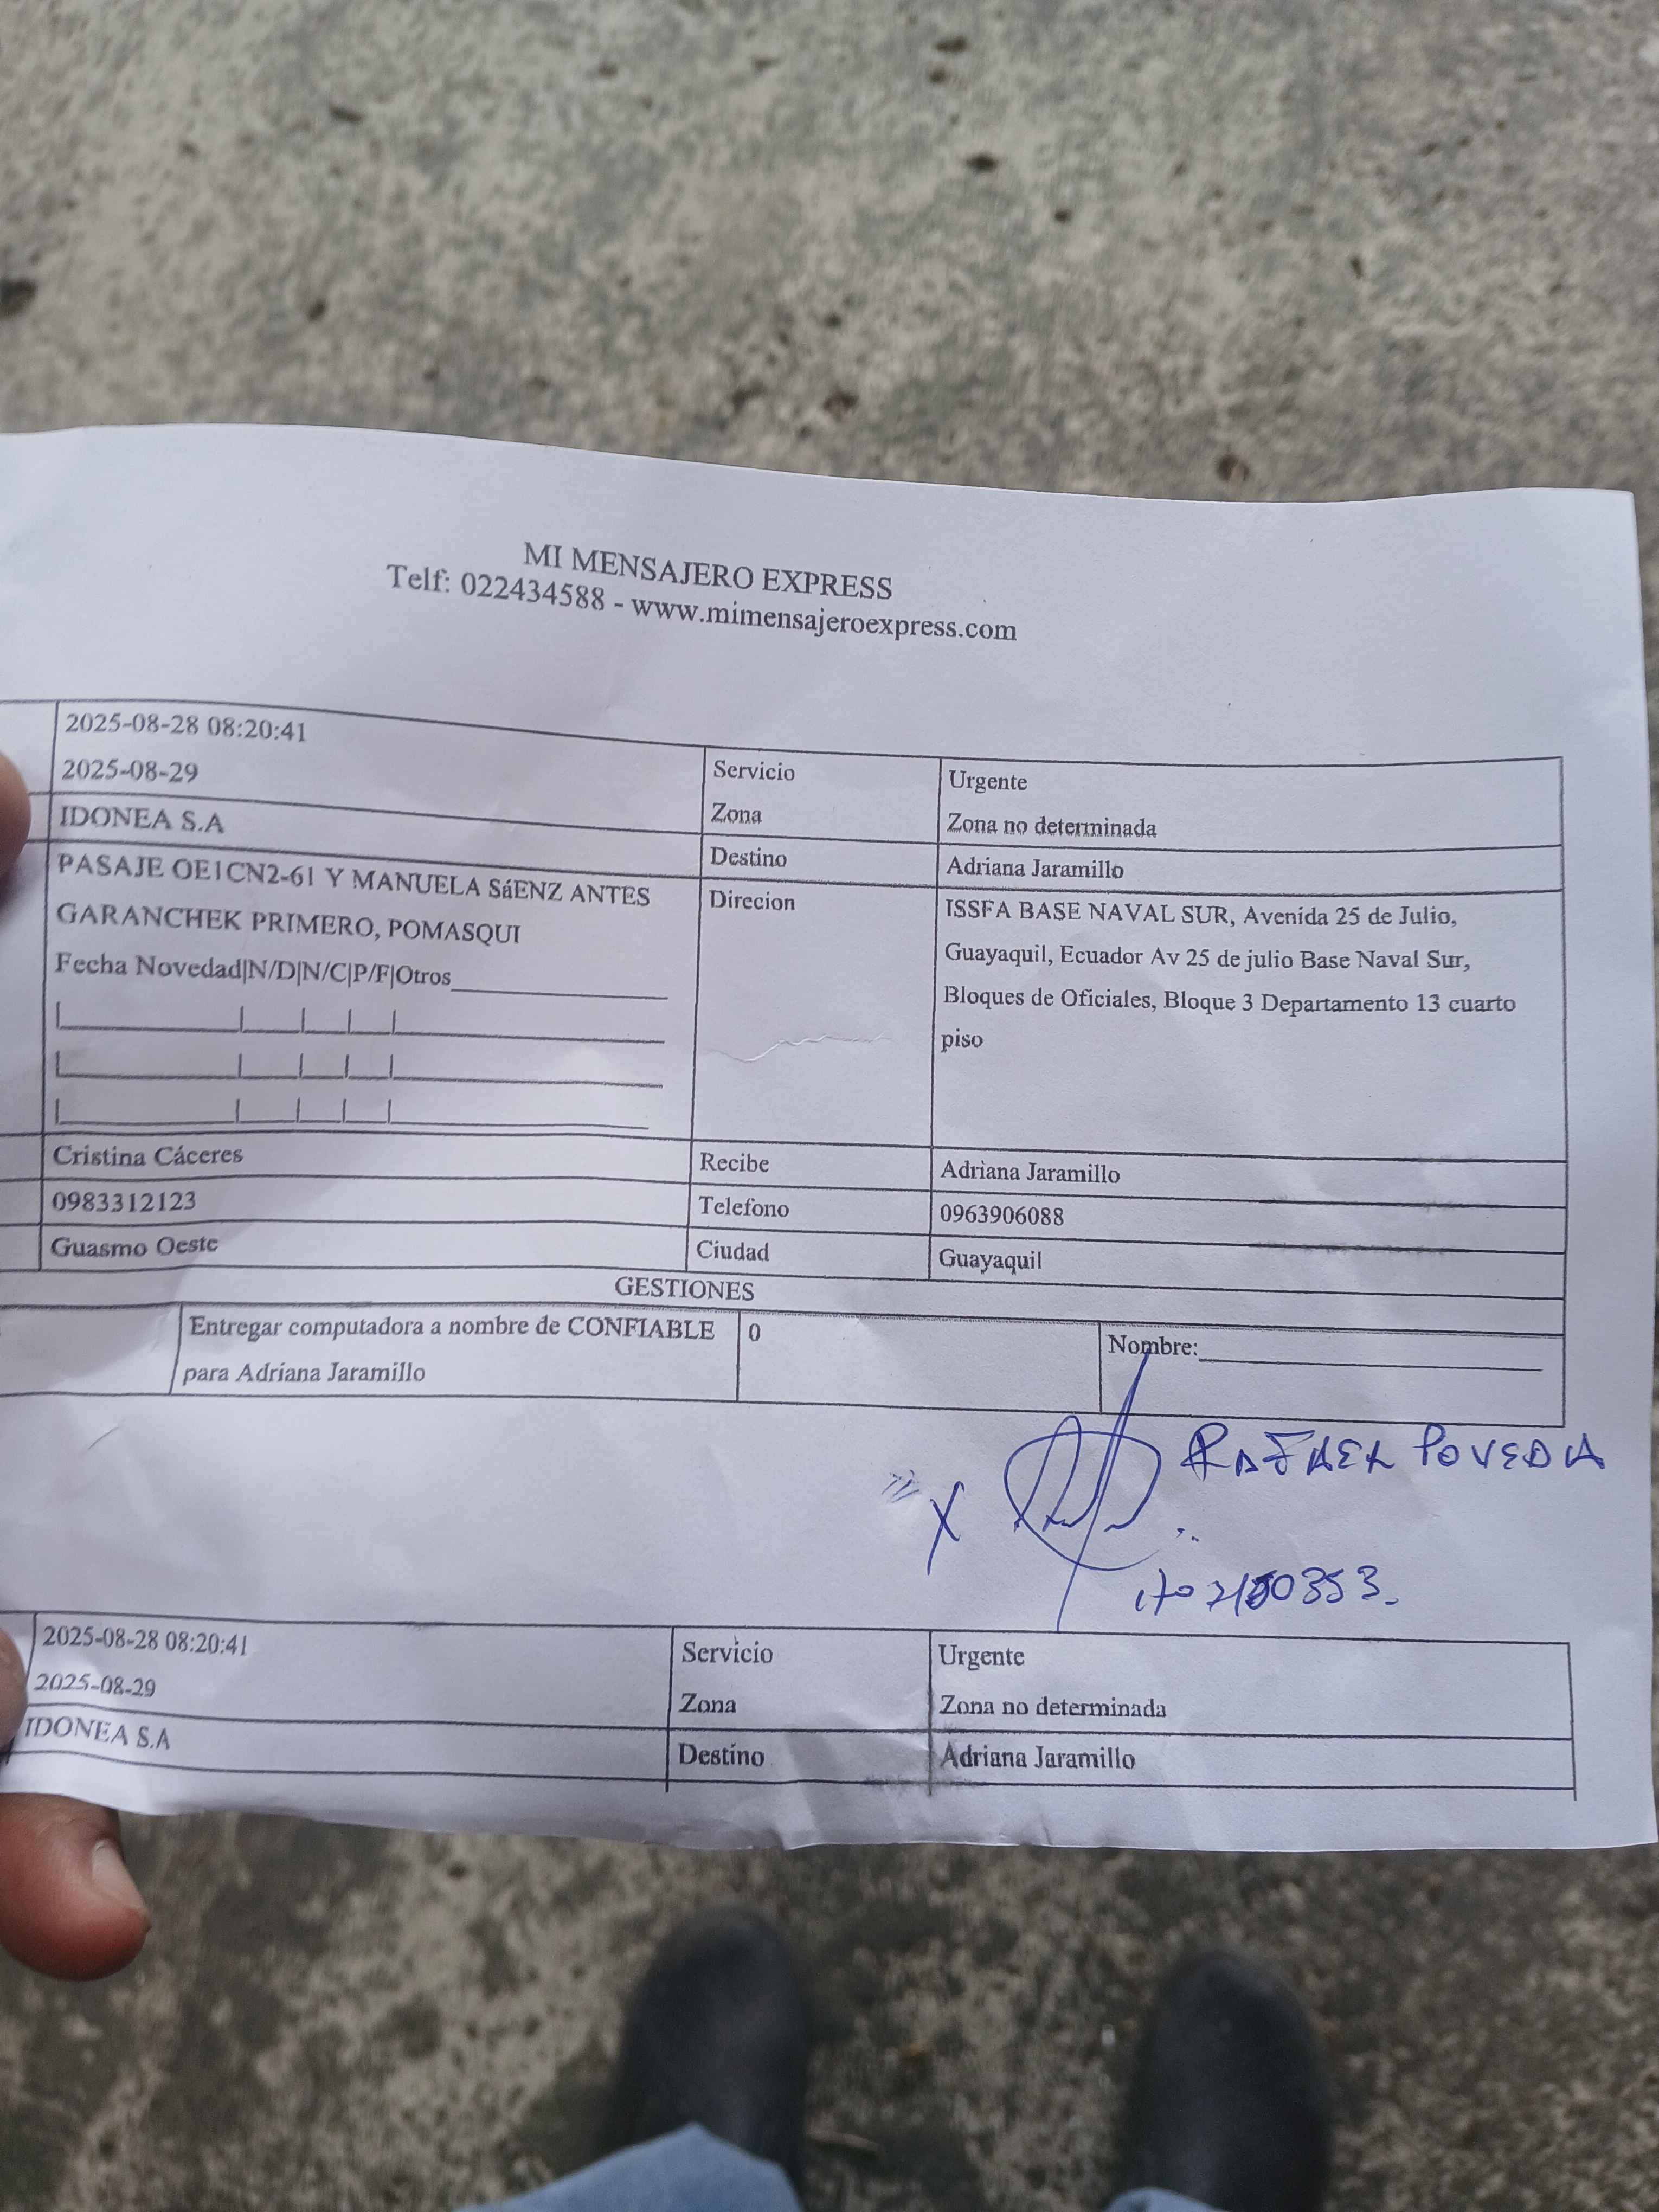 MI MENSAJERO EXPRESS
Telf: 022434588 - www.mimensajeroexpress.com
2025-08-28 08:20:41
2025-08-29
Servicio Urgente
Zona Zona no determinada
IDONEA S.A
Destino Adriana Jaramillo
PASAJE OE1CN2-61 Y MANUELA SáENZ ANTES
GARANCHEK PRIMERO, POMASQUI
Fecha Novedad|N/D|N/C|P/F|Otros
Direcion ISSFA BASE NAVAL SUR, Avenida 25 de Julio,
Guayaquil, Ecuador Av 25 de julio Base Naval Sur,
Bloques de Oficiales, Bloque 3 Departamento 13 cuarto
piso
Cristina Cáceres Recibe Adriana Jaramillo
0983312123 Telefono 0963906088
Guasmo Oeste Ciudad Guayaquil
GESTIONES
Entregar computadora a nombre de CONFIABLE 0 Nombre:
para Adriana Jaramillo
X RAFAEL POVEDA
2025-08-28 08:20:41 Servicio Urgente
2025-08-29 Zona Zona no determinada
IDONEA S.A Destino Adriana Jaramillo